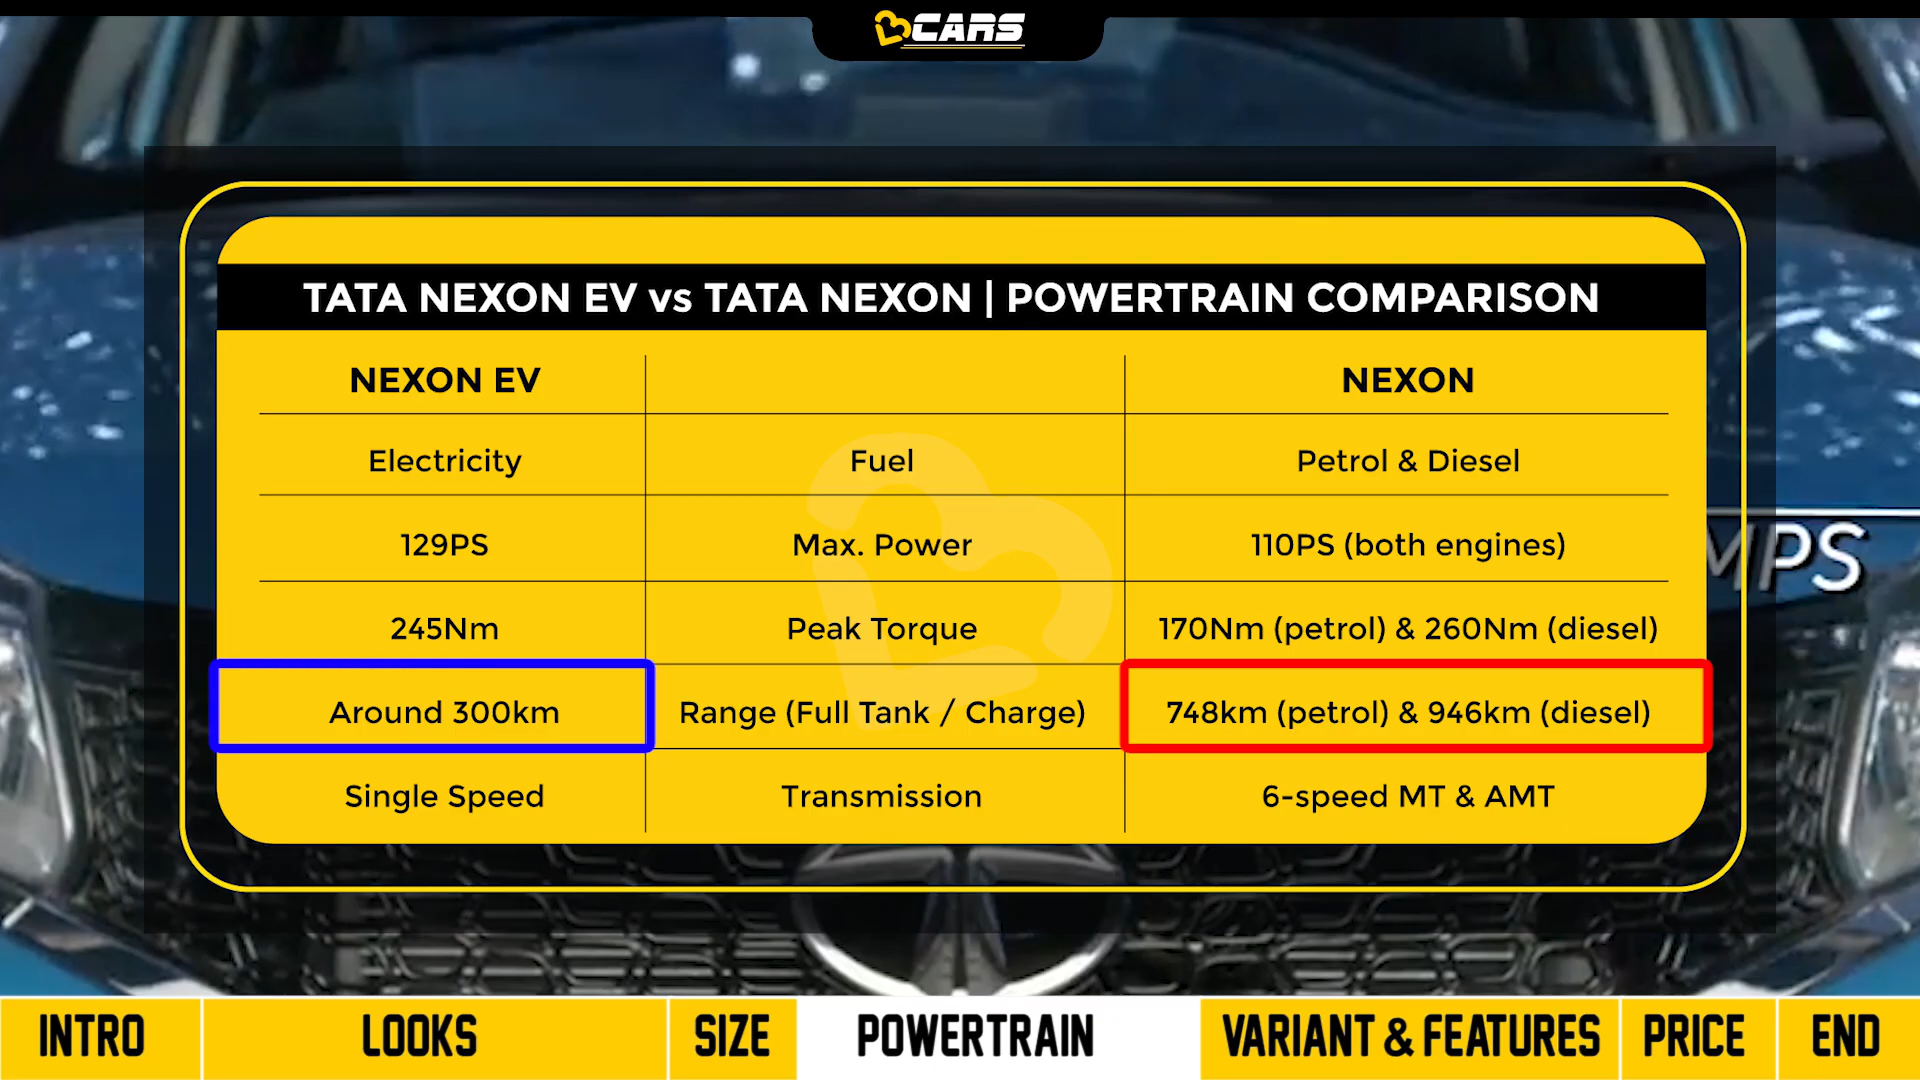 CARS
TATA NEXON EV vs TATA NEXON | POWERTRAIN COMPARISON
NEXON EV NEXON
Electricity Fuel Petrol & Diesel
129PS Max. Power 110PS (both engines)
245Nm Peak Torque 170Nm (petrol) & 260Nm (diesel)
Around 300km Range (Full Tank / Charge) 748km (petrol) & 946km (diesel)
Single Speed Transmission 6-speed MT & AMT
INTRO LOOKS SIZE POWERTRAIN VARIANT & FEATURES PRICE END